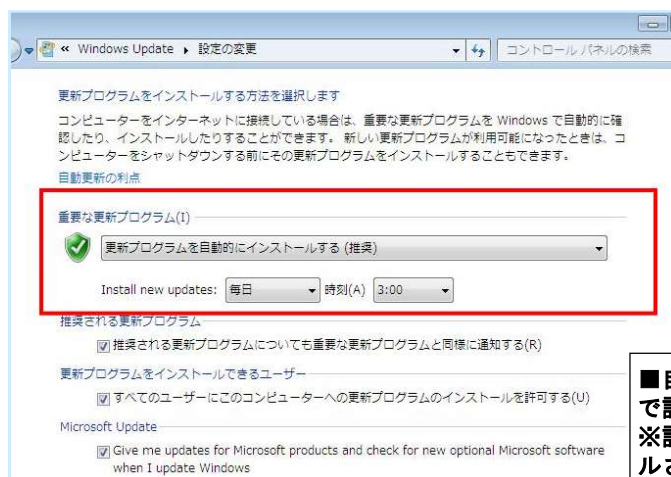 « Windows Update ▸ 設定の変更
コントロール パネルの検索
更新プログラムをインストールする方法を選択します
コンピューターをインターネットに接続している場合は、重要な更新プログラムを Windows で自動的に確
認したり、インストールしたりすることができます。 新しい更新プログラムが利用可能になったときは、コ
ンピューターをシャットダウンする前にその更新プログラムをインストールすることもできます。
自動更新の利点
重要な更新プログラム(I)
更新プログラムを自動的にインストールする (推奨)
Install new updates: 毎日 時刻(A) 3:00
推奨される更新プログラム
推奨される更新プログラムについても重要な更新プログラムと同様に通知する(R)
更新プログラムをインストールできるユーザー
すべてのユーザーにこのコンピューターへの更新プログラムのインストールを許可する(U)
Microsoft Update
Give me updates for Microsoft products and check for new optional Microsoft software
when I update Windows
■
で
※
ルさ